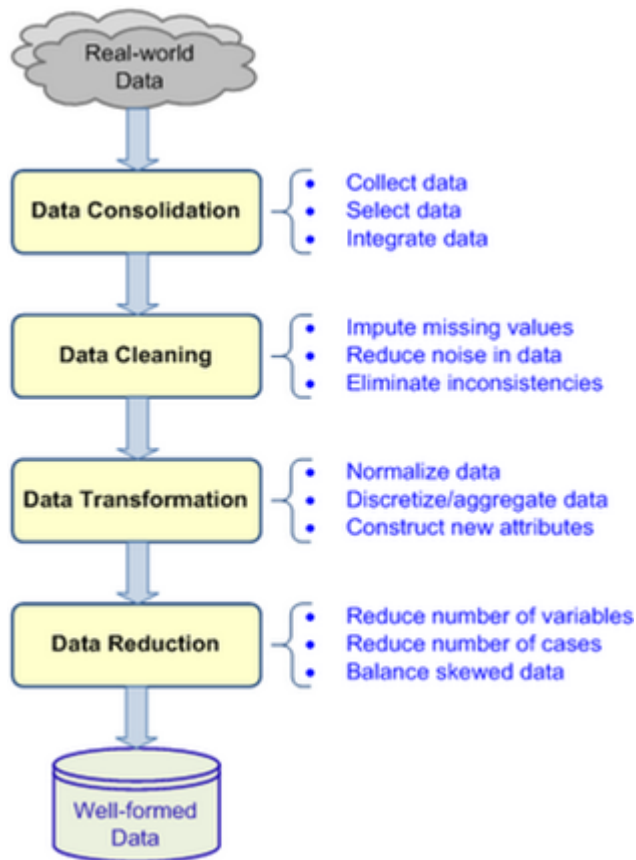 Real-world
Data
Data Consolidation
• Collect data
• Select data
• Integrate data
Data Cleaning
• Impute missing values
• Reduce noise in data
• Eliminate inconsistencies
Data Transformation
• Normalize data
• Discretize/aggregate data
• Construct new attributes
Data Reduction
• Reduce number of variables
• Reduce number of cases
• Balance skewed data
Well-formed
Data